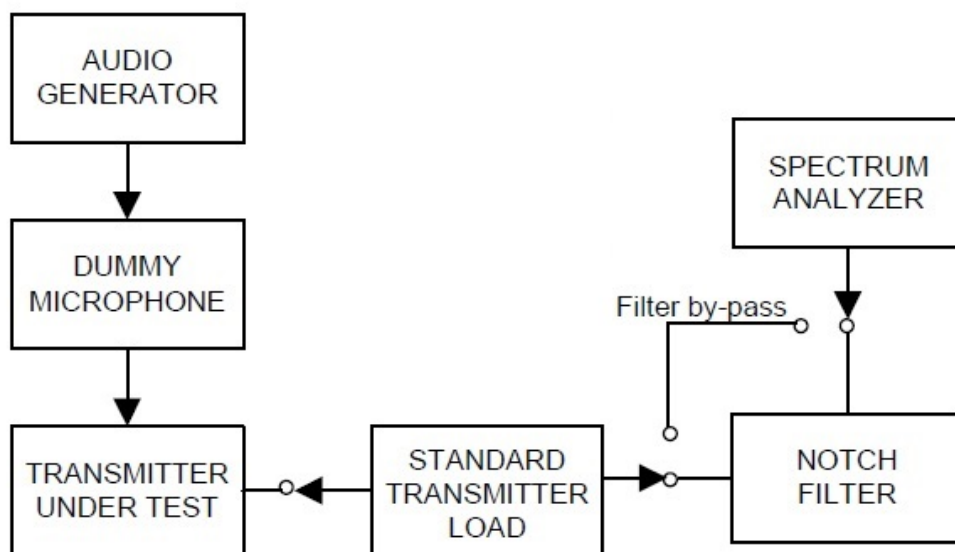 AUDIO
GENERATOR
SPECTRUM
ANALYZER
DUMMY
MICROPHONE
Filter by-pass
TRANSMITTER
UNDER TEST
STANDARD
TRANSMITTER
LOAD
NOTCH
FILTER